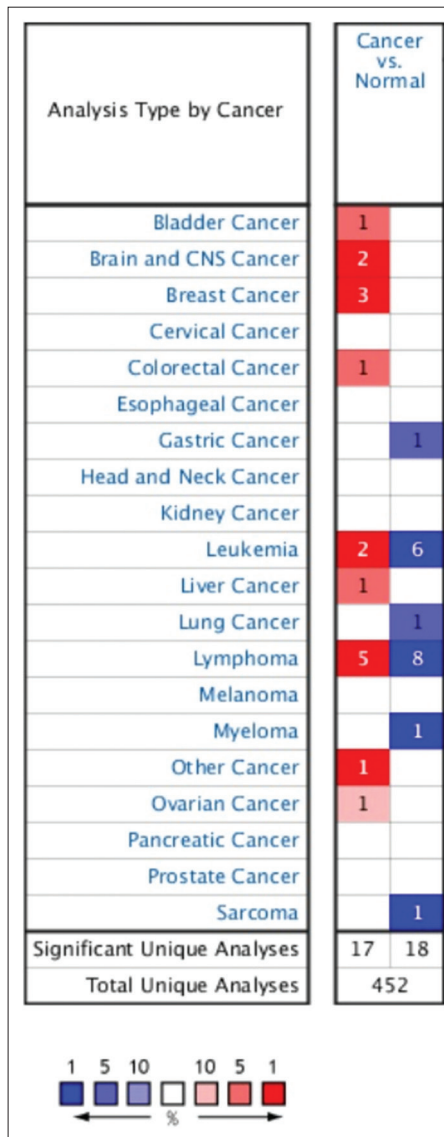 Cancer
vs.
Normal
Analysis Type by Cancer
Bladder Cancer 1
Brain and CNS Cancer 2
Breast Cancer 3
Cervical Cancer
Colorectal Cancer 1
Esophageal Cancer
Gastric Cancer 1
Head and Neck Cancer
Kidney Cancer
Leukemia 2 6
Liver Cancer 1
Lung Cancer 1
Lymphoma 5 8
Melanoma
Myeloma 1
Other Cancer 1
Ovarian Cancer 1
Pancreatic Cancer
Prostate Cancer
Sarcoma 1
Significant Unique Analyses 17 18
Total Unique Analyses 452
1 5 10 10 5 1
%